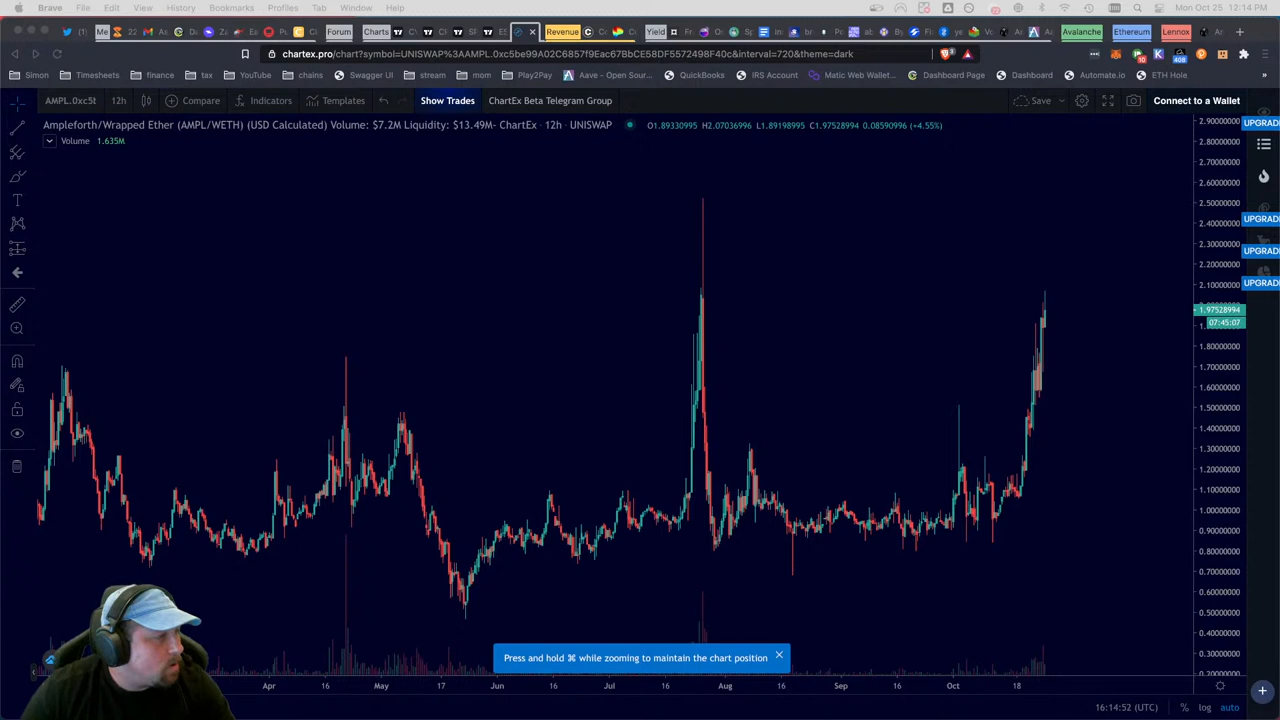 Brave File Edit View History Bookmarks Profiles Tab Window Help Mon Oct 25 12:14 PM
Me 22 Forum Charts Revenue Yield Avalanche Ethereum Lennox
chartex.pro/chart?symbol=UNISWAP%3AAMPL.0xc5be99A02C6857f9Eac67BbCE58DF5572498F40c&interval=720&theme=dark
Simon Timesheets finance tax YouTube chains Swagger UI stream mom Play2Pay Aave - Open Sour... QuickBooks IRS Account Matic Web Wallet... Dashboard Page Dashboard Automate.io ETH Hole »
AMPL.0xc5b 12h Compare Indicators Templates Show Trades ChartEx Beta Telegram Group Save Connect to a Wallet
Ampleforth/Wrapped Ether (AMPL/WETH) (USD Calculated) Volume: $7.2M Liquidity: $13.49M- ChartEx · 12h · UNISWAP O1.89330995 H2.07036996 L1.89198995 C1.97528994 0.08590996 (+4.55%)
Volume 1.635M
2.90000000
2.80000000
2.70000000
2.60000000
2.50000000
2.40000000
2.30000000
2.20000000
2.10000000
1.97528994
07:45:07
1.80000000
1.70000000
1.60000000
1.50000000
1.40000000
1.30000000
1.20000000
1.10000000
1.00000000
0.90000000
0.80000000
0.70000000
0.60000000
0.50000000
0.40000000
0.30000000
0.20000000
UPGRADE
UPGRADE
UPGRADE
UPGRADE
Press and hold ⌘ while zooming to maintain the chart position
Apr 16 May 17 Jun 16 Jul 16 Aug 16 Sep 16 Oct 18
16:14:52 (UTC) % log auto